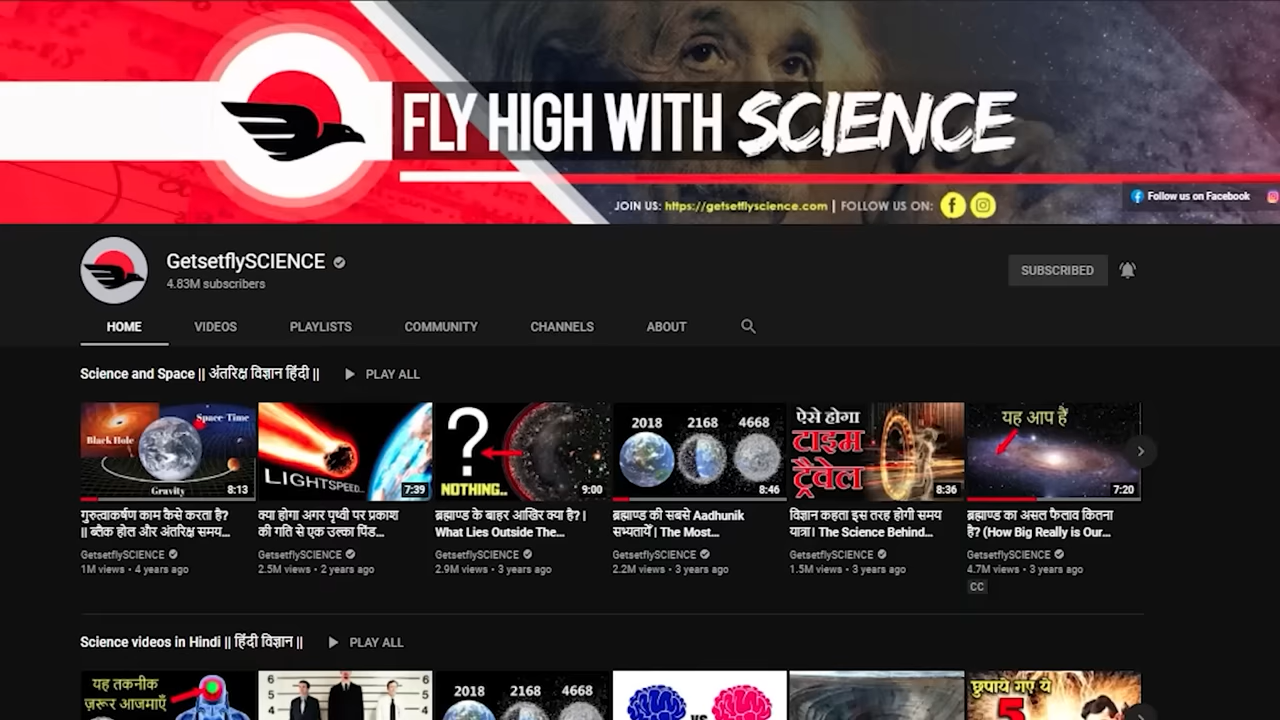 FLY HIGH WITH SCIENCE
JOIN US: https://getsetflyscience.com | FOLLOW US ON:
Follow us on Facebook
GetsetflySCIENCE
4.83M subscribers
SUBSCRIBED
HOME VIDEOS PLAYLISTS COMMUNITY CHANNELS ABOUT
Science and Space || अंतरिक्ष विज्ञान हिंदी || PLAY ALL
Black Hole
Space-Time
Gravity
8:13
LIGHTSPEED..
7:39
?
NOTHING..
9:00
2018 2168 4668
8:46
ऐसे होगा
टाइम
ट्रैवेल
8:36
यह आप हैं
7:20
गुरुत्वाकर्षण काम कैसे करता है?
|| ब्लैक होल और अंतरिक्ष समय...
GetsetflySCIENCE
1M views • 4 years ago
क्या होगा अगर पृथ्वी पर प्रकाश
की गति से एक उल्का पिंड...
GetsetflySCIENCE
2.5M views • 2 years ago
ब्रह्माण्ड के बाहर आखिर क्या है? |
What Lies Outside The...
GetsetflySCIENCE
2.9M views • 3 years ago
ब्रह्माण्ड की सबसे Aadhunik
सभ्यतायेँ | The Most...
GetsetflySCIENCE
2.2M views • 3 years ago
विज्ञान कहता इस तरह होगी समय
यात्रा | The Science Behind...
GetsetflySCIENCE
1.5M views • 3 years ago
ब्रह्माण्ड का असल फैलाव कितना
है? (How Big Really is Our...
GetsetflySCIENCE
4.7M views • 3 years ago
CC
Science videos in Hindi || हिंदी विज्ञान || PLAY ALL
यह तकनीक
ज़रूर आजमाएँ
6 6
5 5
4 4
2018 2168 4668
VS
छुपाये गए ये
5